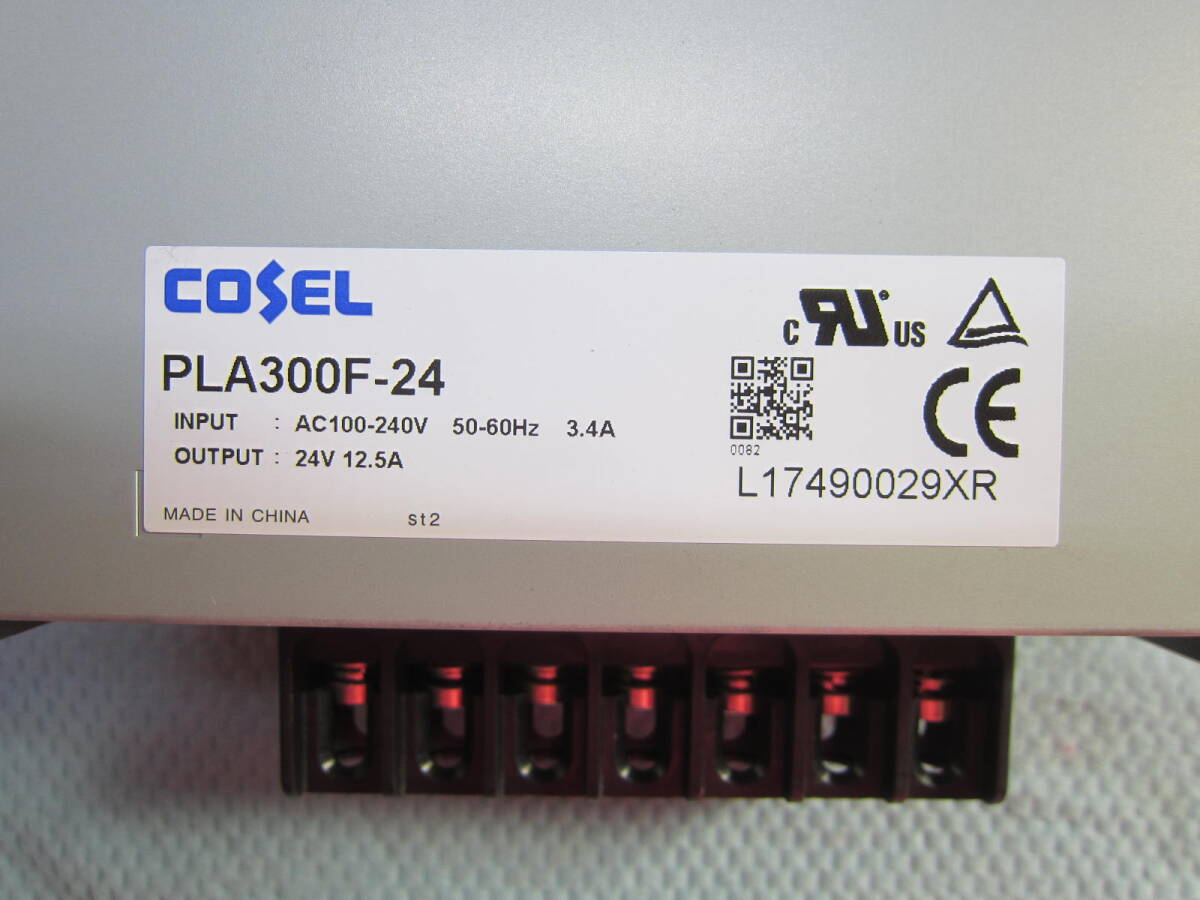 COSEL
PLA300F-24
INPUT : AC100-240V 50-60Hz 3.4A
OUTPUT : 24V 12.5A
MADE IN CHINA st2
C RU US
CE
0082
L17490029XR